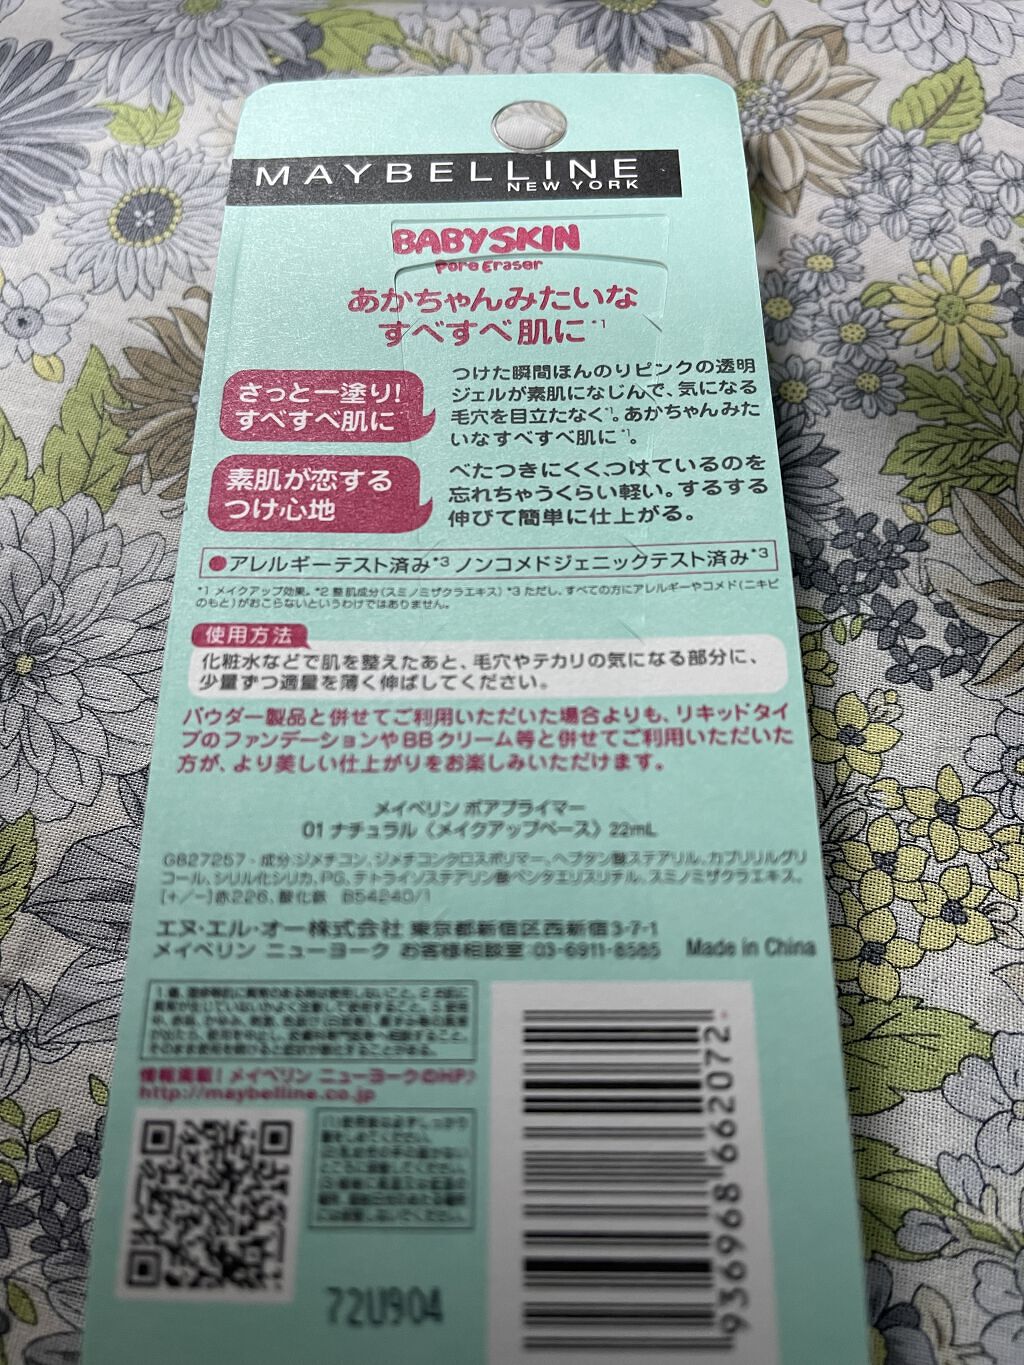 MAYBELLINE
NEW YORK
BABYSKIN
Pore Eraser
あかちゃんみたいな
すべすべ肌に*1
さっと一塗り!
すべすべ肌に*1
つけた瞬間ほんのりピンクの透明
ジェルが素肌になじんで、気になる
毛穴を目立たなく*1。あかちゃんみた
いなすべすべ肌に*1。
素肌が恋する
つけ心地
べたつきにくくつけているのを
忘れちゃうくらい軽い。するする
伸びて簡単に仕上がる。
●アレルギーテスト済み*3 ノンコメドジェニックテスト済み*3
*1 メイクアップ効果。*2 整肌成分(スミノミザクラエキス) *3 ただし、すべての方にアレルギーやコメド(ニキビ
のもと)がおこらないというわけではありません。
使用方法
化粧水などで肌を整えたあと、毛穴やテカリの気になる部分に、
少量ずつ適量を薄く伸ばしてください。
パウダー製品と併せてご利用いただいた場合よりも、リキッドタイ
プのファンデーションやBBクリーム等と併せてご利用いただいた
方が、より美しい仕上がりをお楽しみいただけます。
メイベリン ポアプライマー
01 ナチュラル〈メイクアップベース〉22mL
G827257・成分:ジメチコン、ジメチコンクロスポリマー、ヘプタン酸ステアリル、カプリリルグリ
コール、シリル化シリカ、PG、テトライソステアリン酸ペンタエリスリチル、スミノミザクラエキス、
[+/-]赤226、酸化鉄 B54240/1
エヌ・エル・オー株式会社 東京都新宿区西新宿3-7-1
メイベリン ニューヨーク お客様相談室 03-6911-8585 Made in China
情報満載!メイベリン ニューヨークのHP>
http://maybelline.co.jp
72U904
9369686620​72